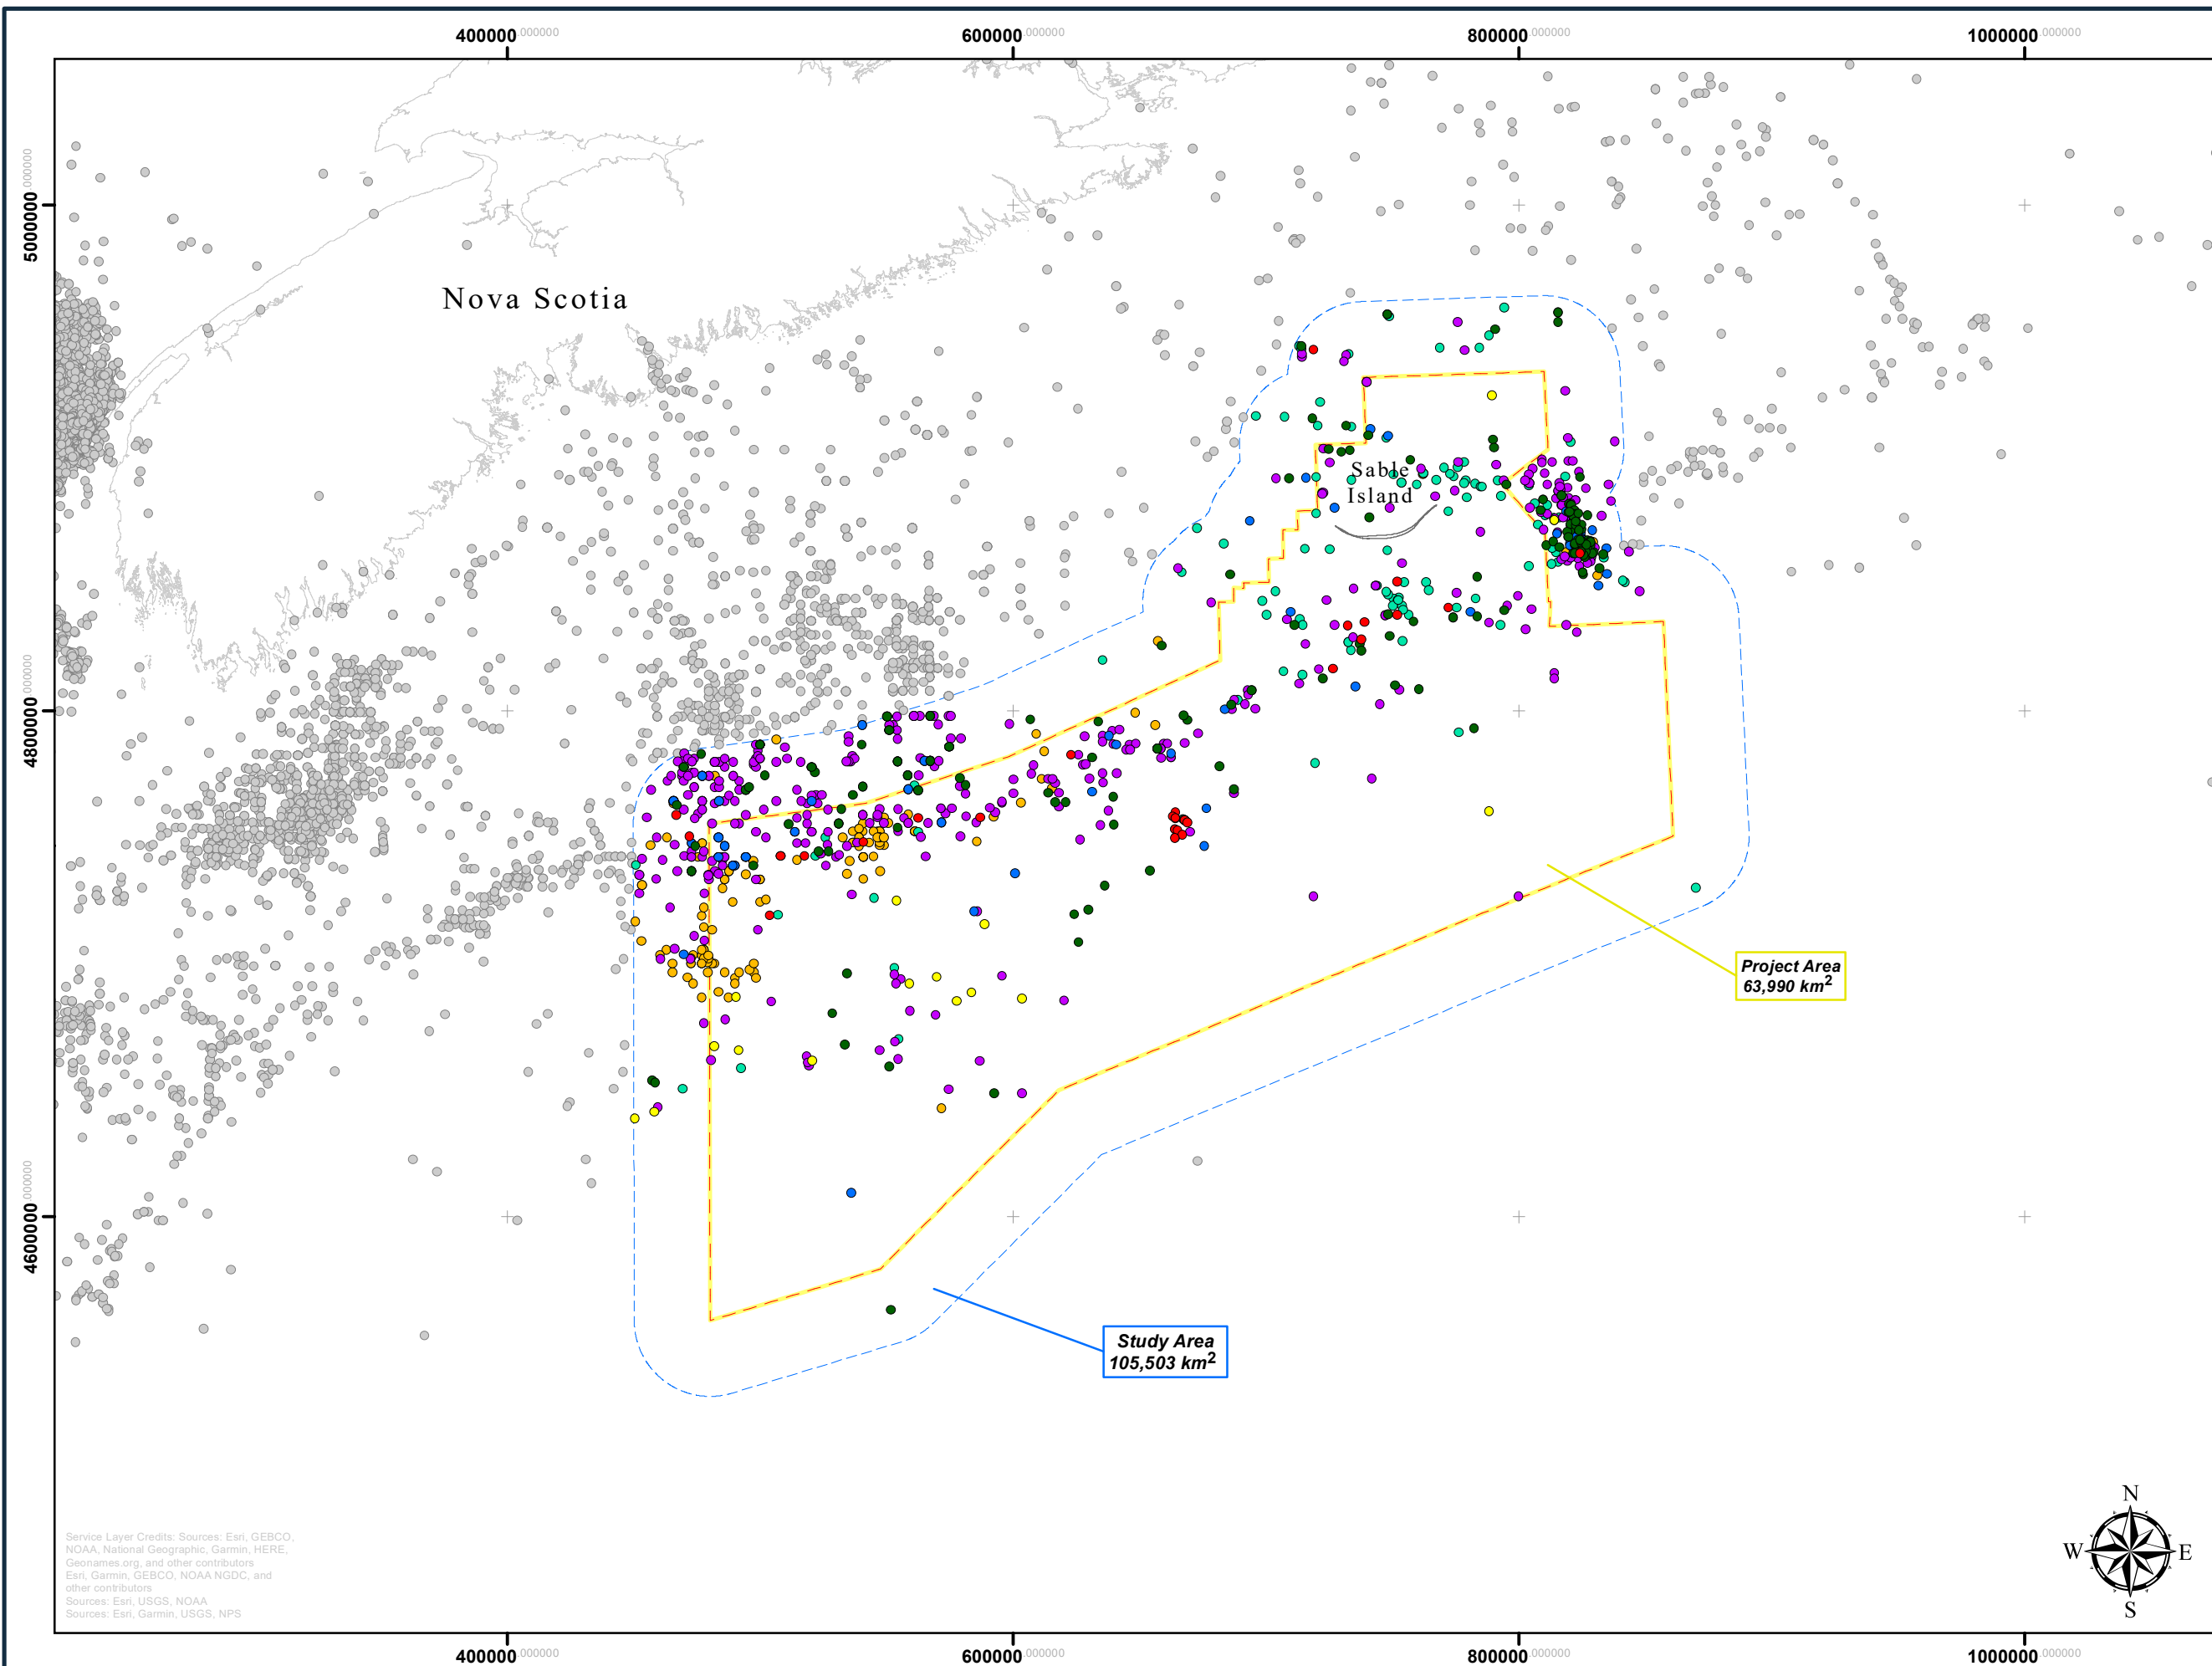 400000.000000 600000.000000 800000.000000 1000000.000000
5000000.000000
4800000.000000
4600000.000000
Nova Scotia
Sable
Island
Project Area
63,990 km²
Study Area
105,503 km²
N
W E
S
Service Layer Credits: Sources: Esri, GEBCO,
NOAA, National Geographic, Garmin, HERE,
Geonames.org, and other contributors
Esri, Garmin, GEBCO, NOAA NGDC, and
other contributors
Sources: Esri, USGS, NOAA
Sources: Esri, Garmin, USGS, NPS
400000.000000 600000.000000 800000.000000 1000000.000000